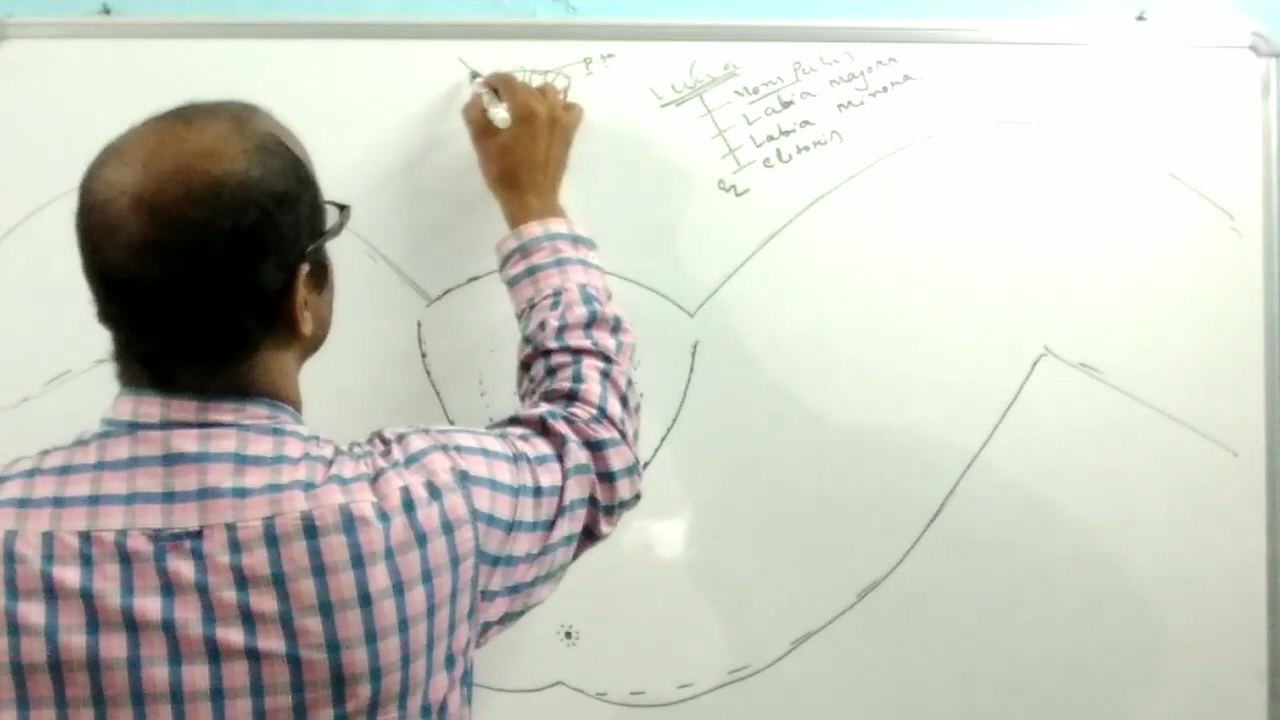 Vulva
Mons Pubis
Labia majora
Labia minora
clitoris